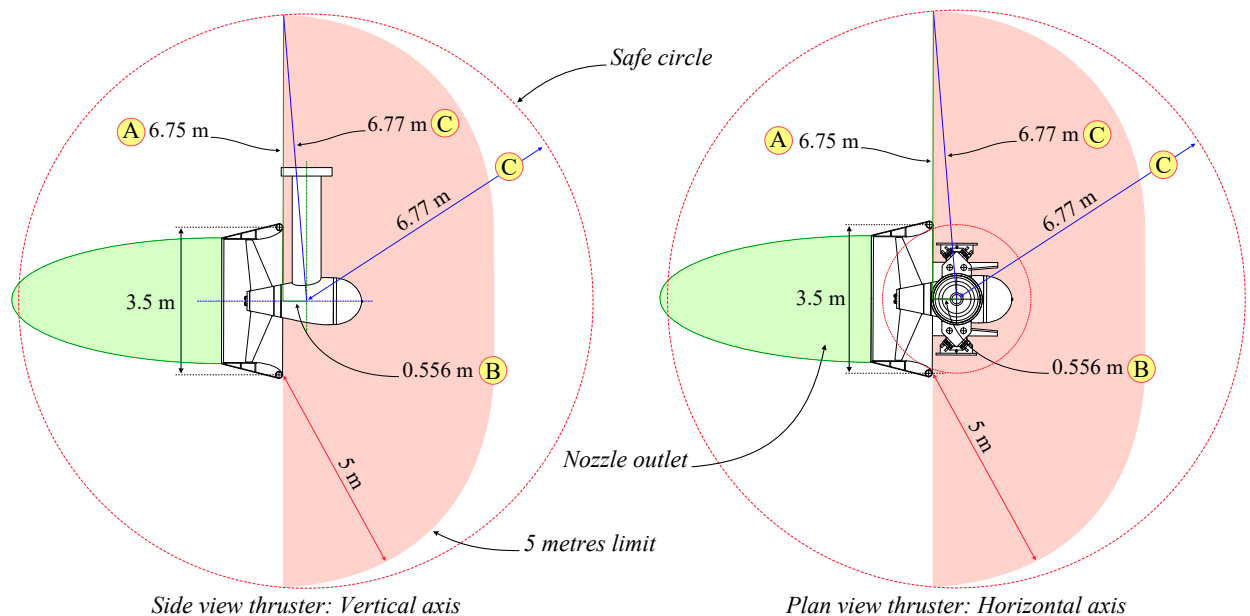 Safe circle
A 6.75 m
6.77 m C
C
6.77 m
3.5 m
0.556 m B
5 m
Nozzle outlet
5 metres limit
Side view thruster: Vertical axis
A 6.75 m
6.77 m C
C
6.77 m
3.5 m
0.556 m B
5 m
Plan view thruster: Horizontal axis